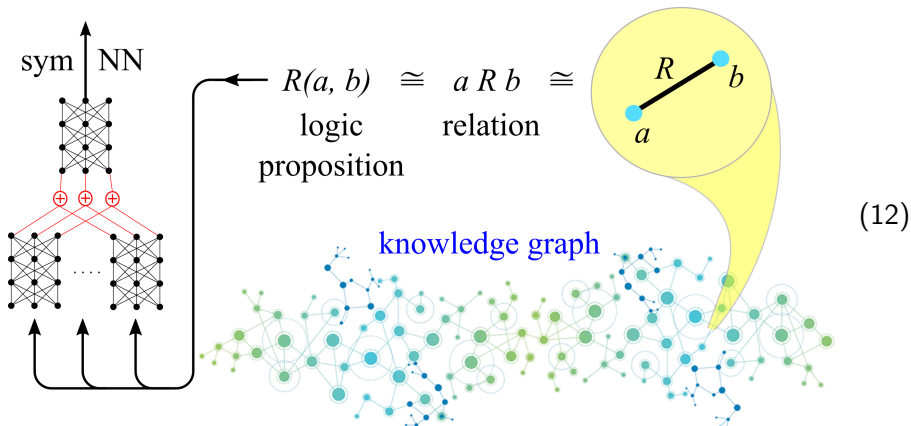 sym NN
R(a, b) ≅ a R b ≅
logic relation
proposition
R
b
a
(12)
knowledge graph
+ + +
. . . .